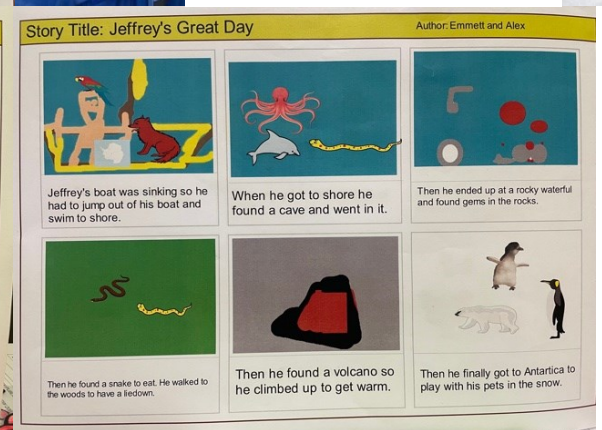 Story Title: Jeffrey's Great Day
Author: Emmett and Alex
Jeffrey's boat was sinking so he
had to jump out of his boat and
swim to shore.
When he got to shore he
found a cave and went in it.
Then he ended up at a rocky waterful
and found gems in the rocks.
Then he found a snake to eat. He walked to
the woods to have a liedown.
Then he found a volcano so
he climbed up to get warm.
Then he finally got to Antartica to
play with his pets in the snow.